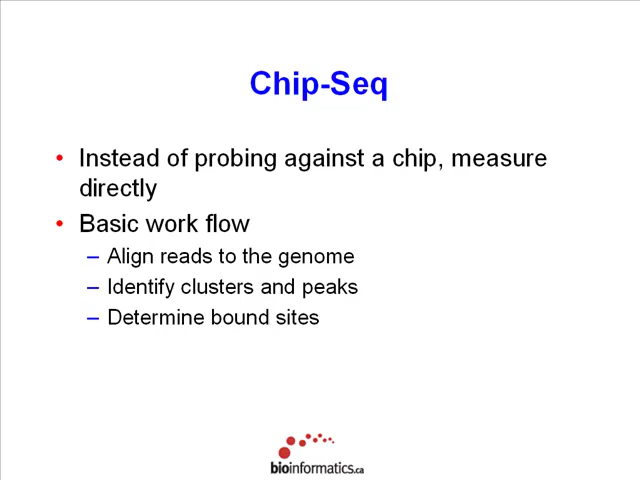 Chip-Seq
• Instead of probing against a chip, measure
directly
• Basic work flow
– Align reads to the genome
– Identify clusters and peaks
– Determine bound sites
bioinformatics.ca